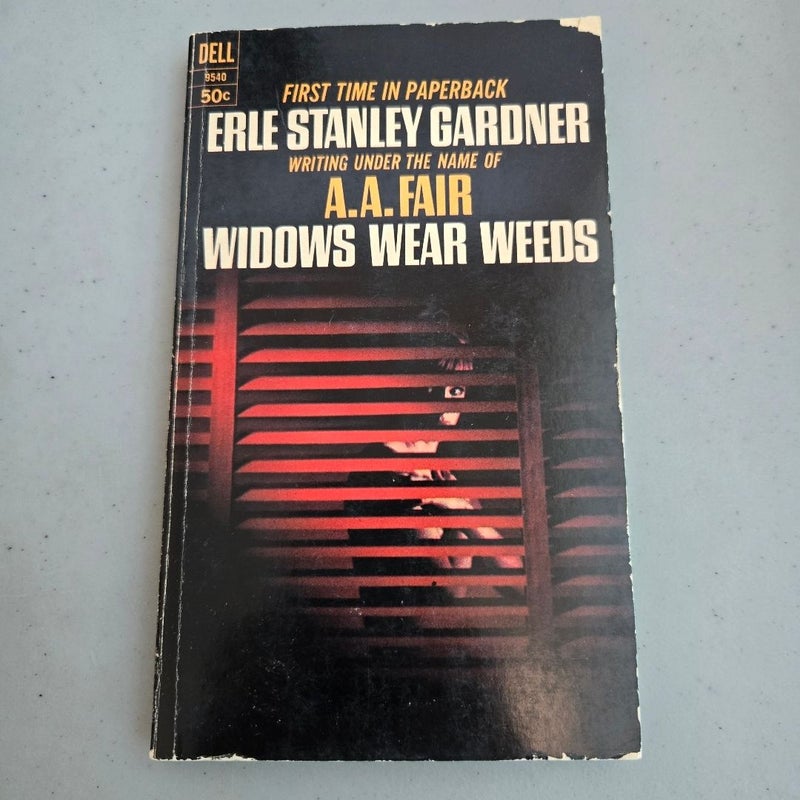 DELL
9540
50c
FIRST TIME IN PAPERBACK
ERLE STANLEY GARDNER
WRITING UNDER THE NAME OF
A.A. FAIR
WIDOWS WEAR WEEDS